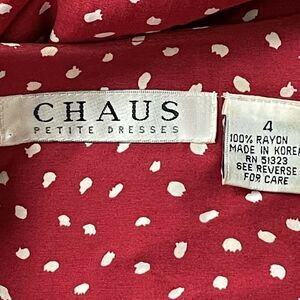 CHAUS
PETITE DRESSES
4
100% RAYON
MADE IN KOREA
RN 51323
SEE REVERSE
FOR CARE